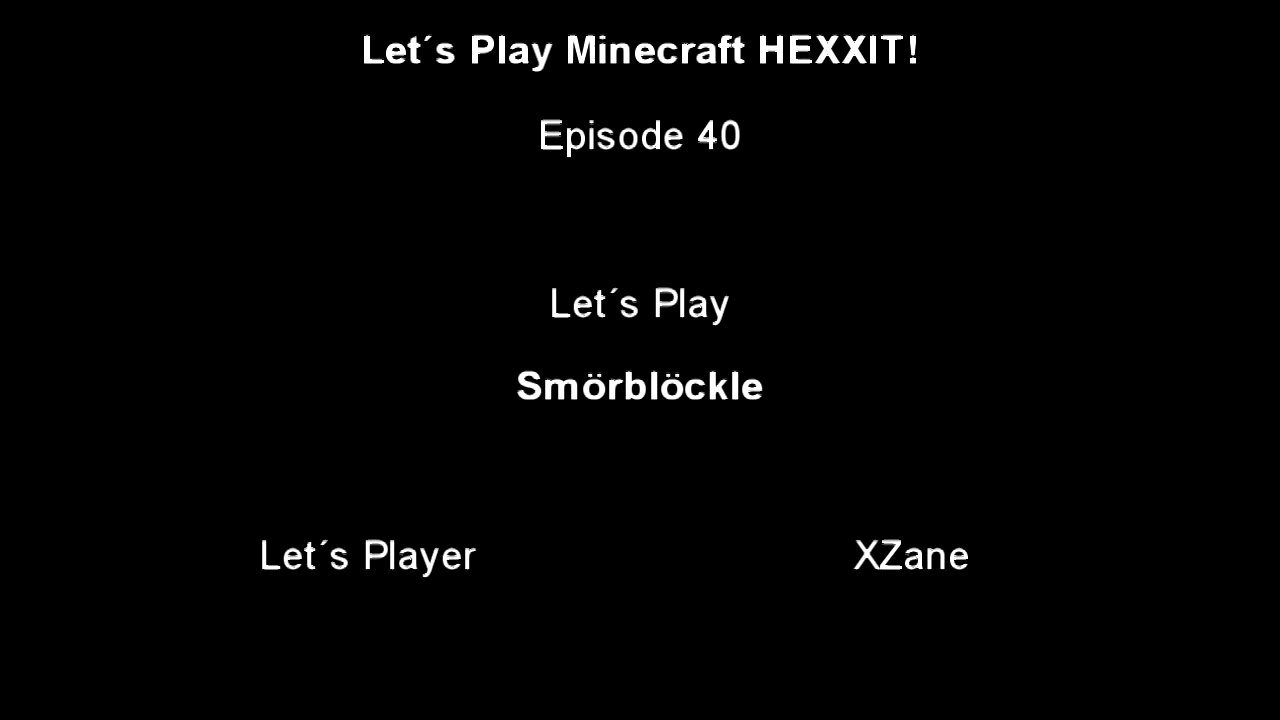 Let´s Play Minecraft HEXXIT!
Episode 40
Let´s Play
Smörblöckle
Let´s Player XZane